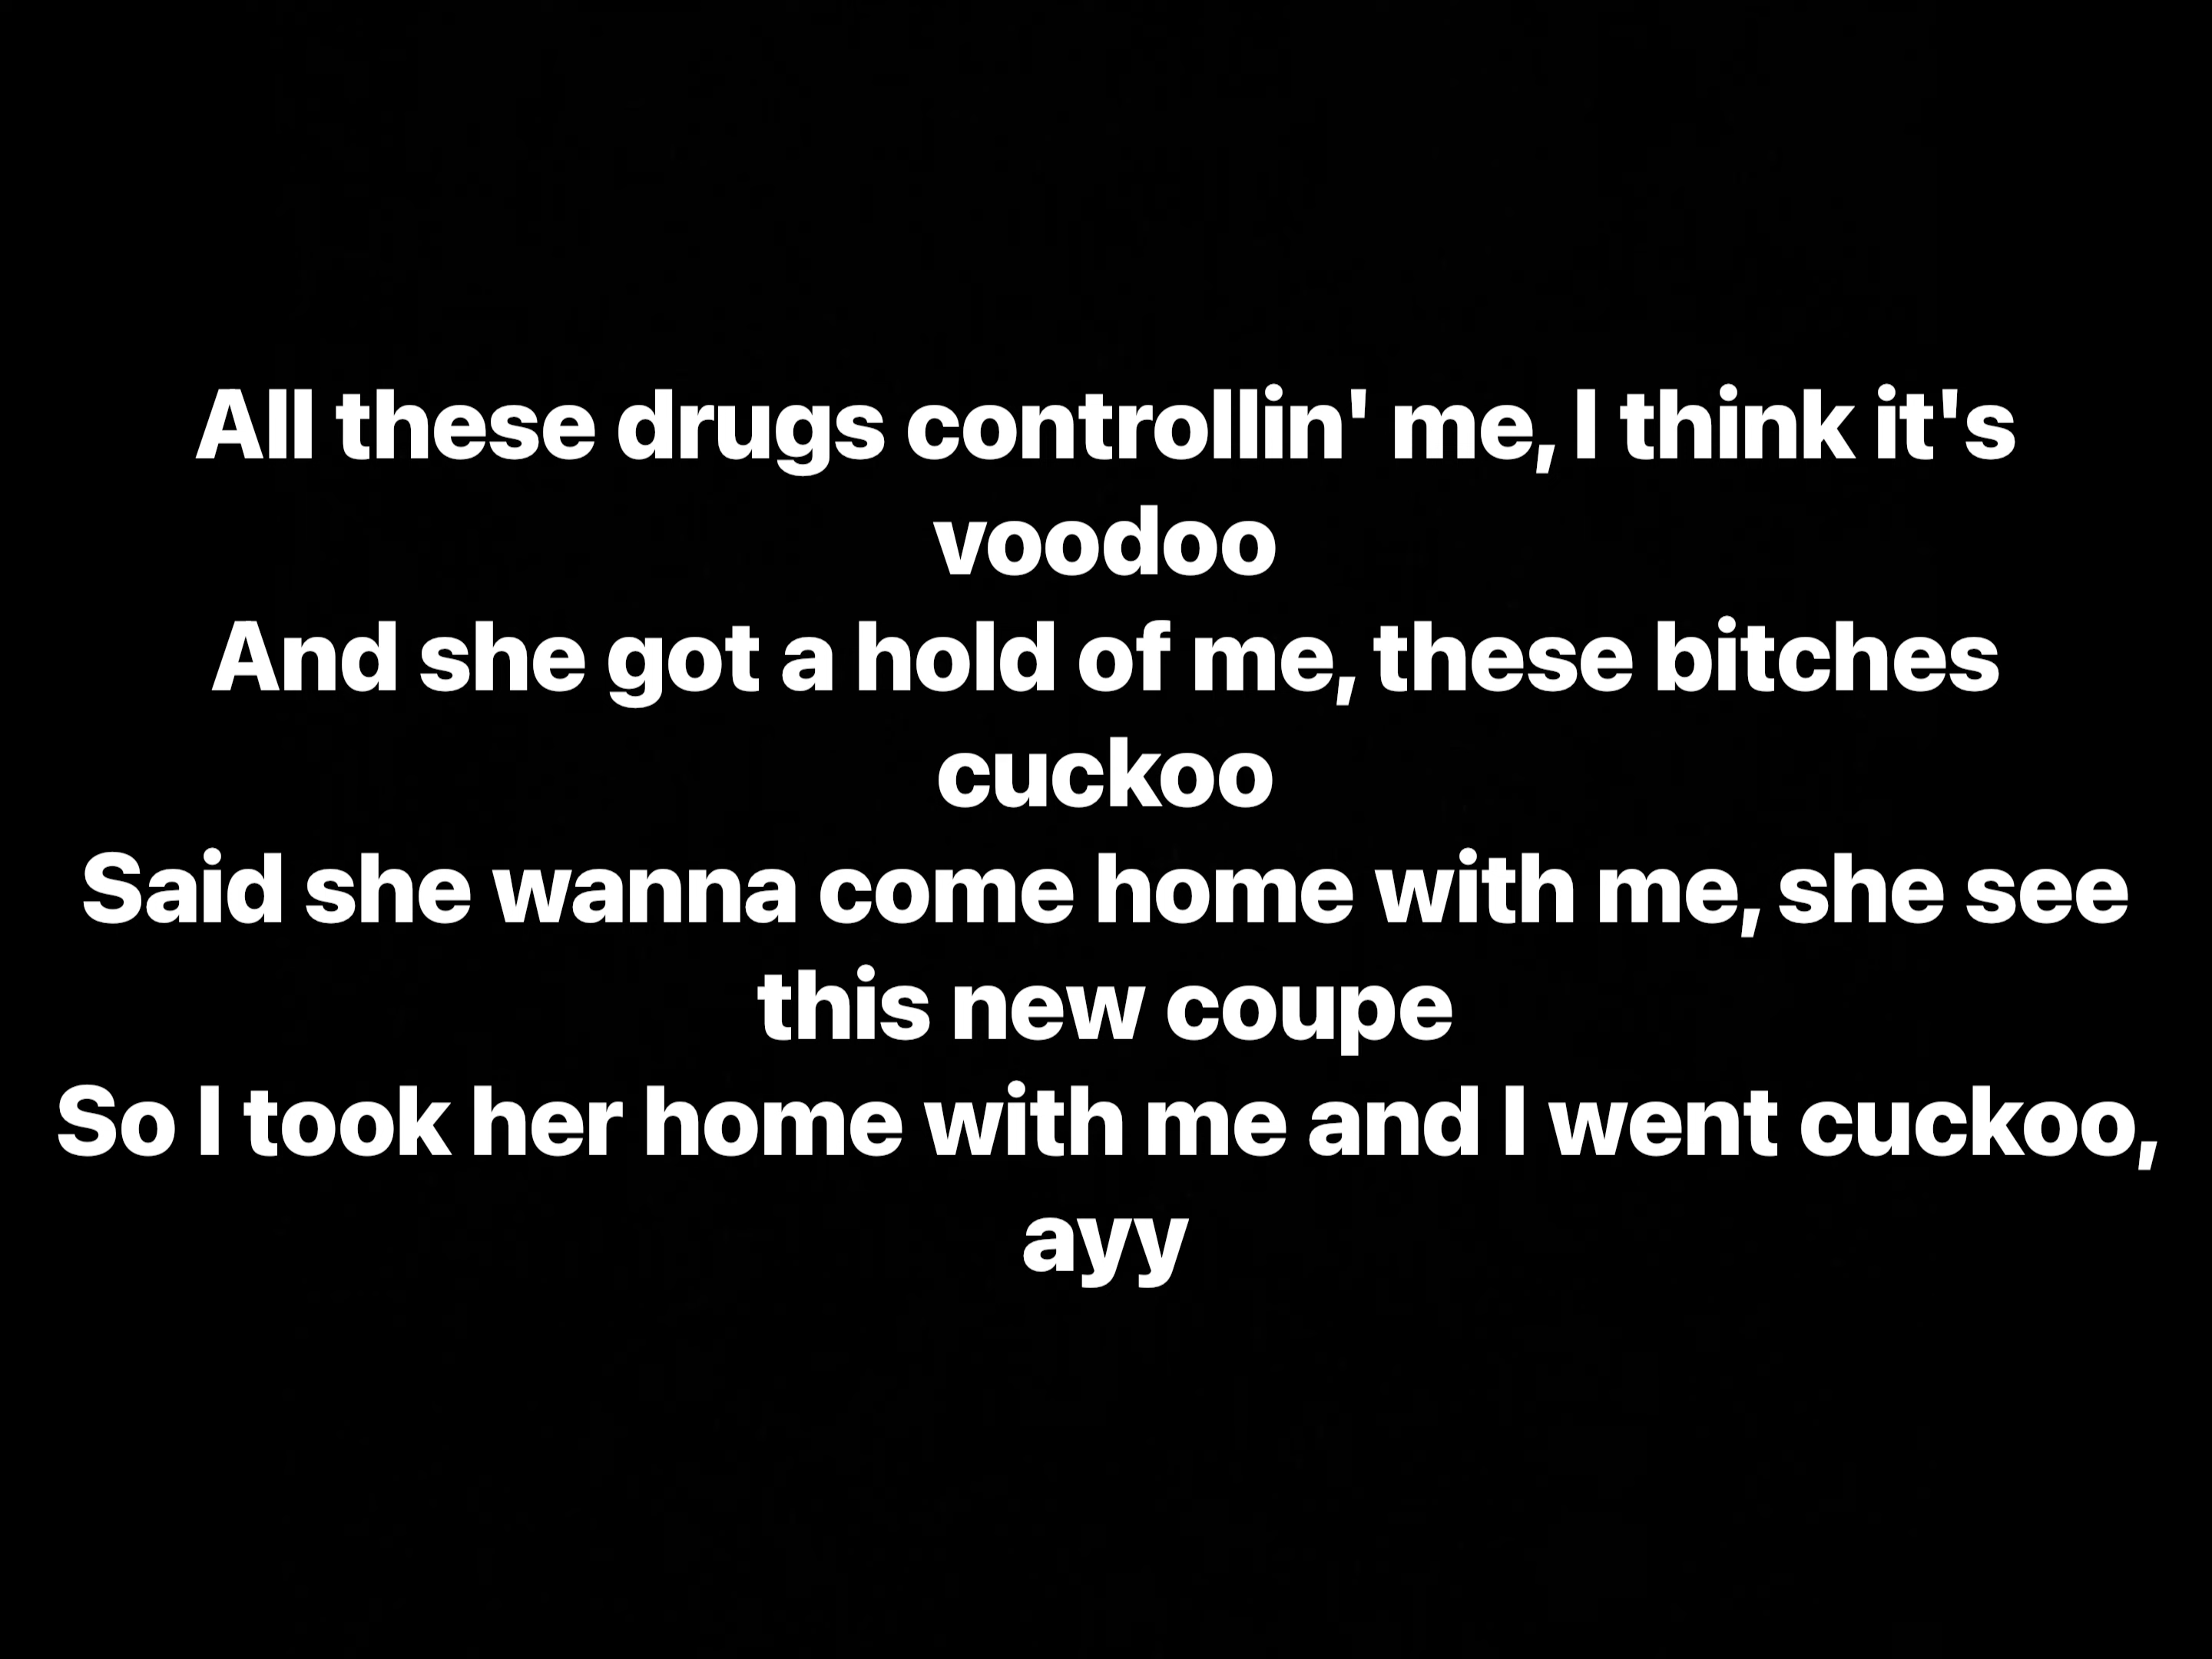 All these drugs controllin' me, I think it's
voodoo
And she got a hold of me, these bitches
cuckoo
Said she wanna come home with me, she see
this new coupe
So I took her home with me and I went cuckoo,
ayy